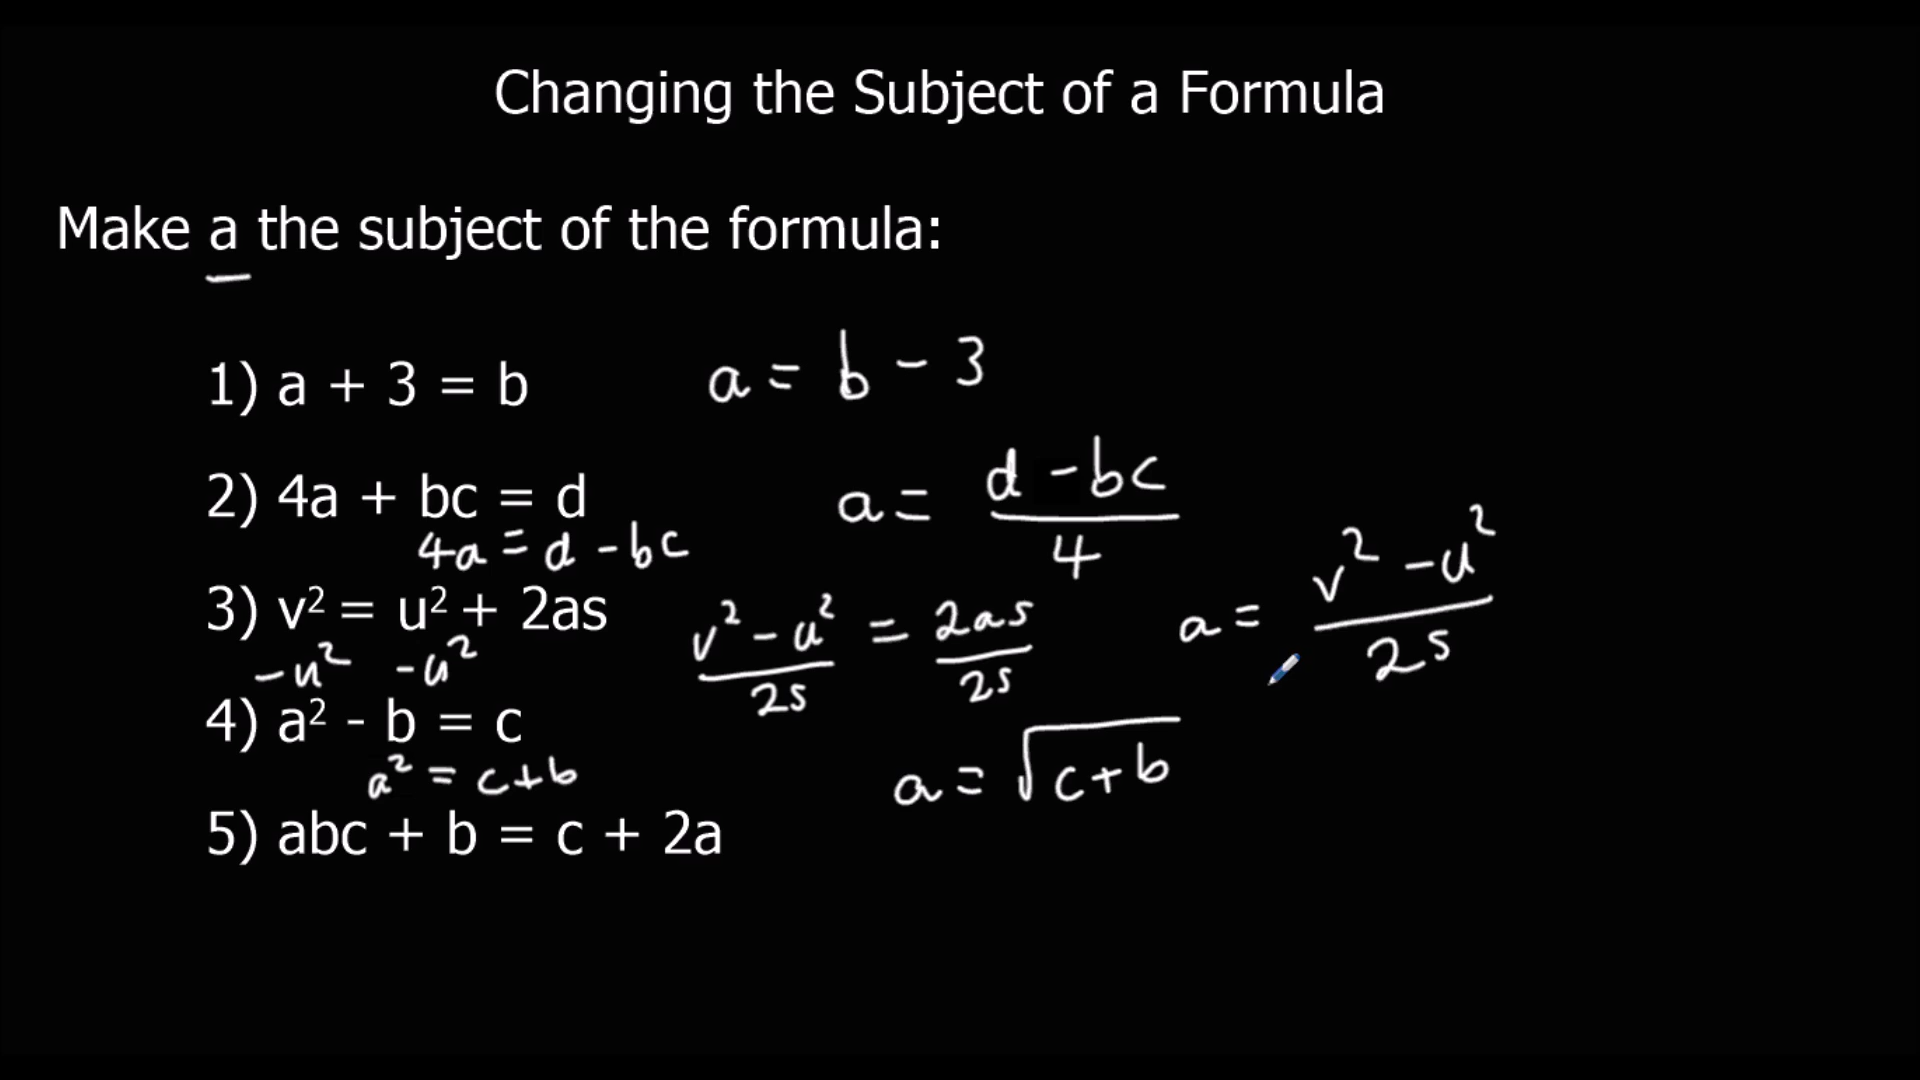 Changing the Subject of a Formula
Make a the subject of the formula:
1) a + 3 = b
a = b - 3
2) 4a + bc = d
4a = d - bc
a = d - bc / 4
3) v² = u² + 2as
-u² -u²
v² - u² / 2s = 2as / 2s
a = v² - u² / 2s
4) a² - b = c
a² = c + b
a = √c + b
5) abc + b = c + 2a